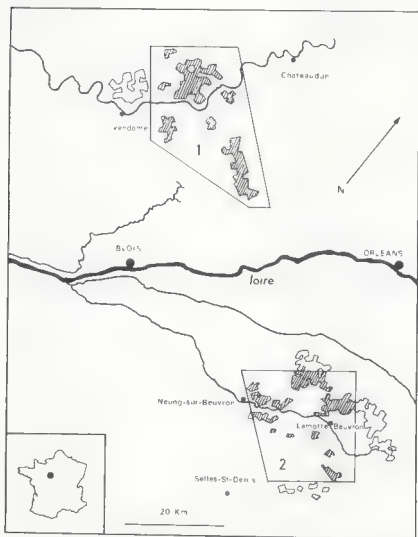 Chateaudun
Vendome
1
N
BLOIS
ORLEANS
loire
Neung-sur-Beuvron
Lamotte-Beuvron
2
Selles-St-Denis
20 Km